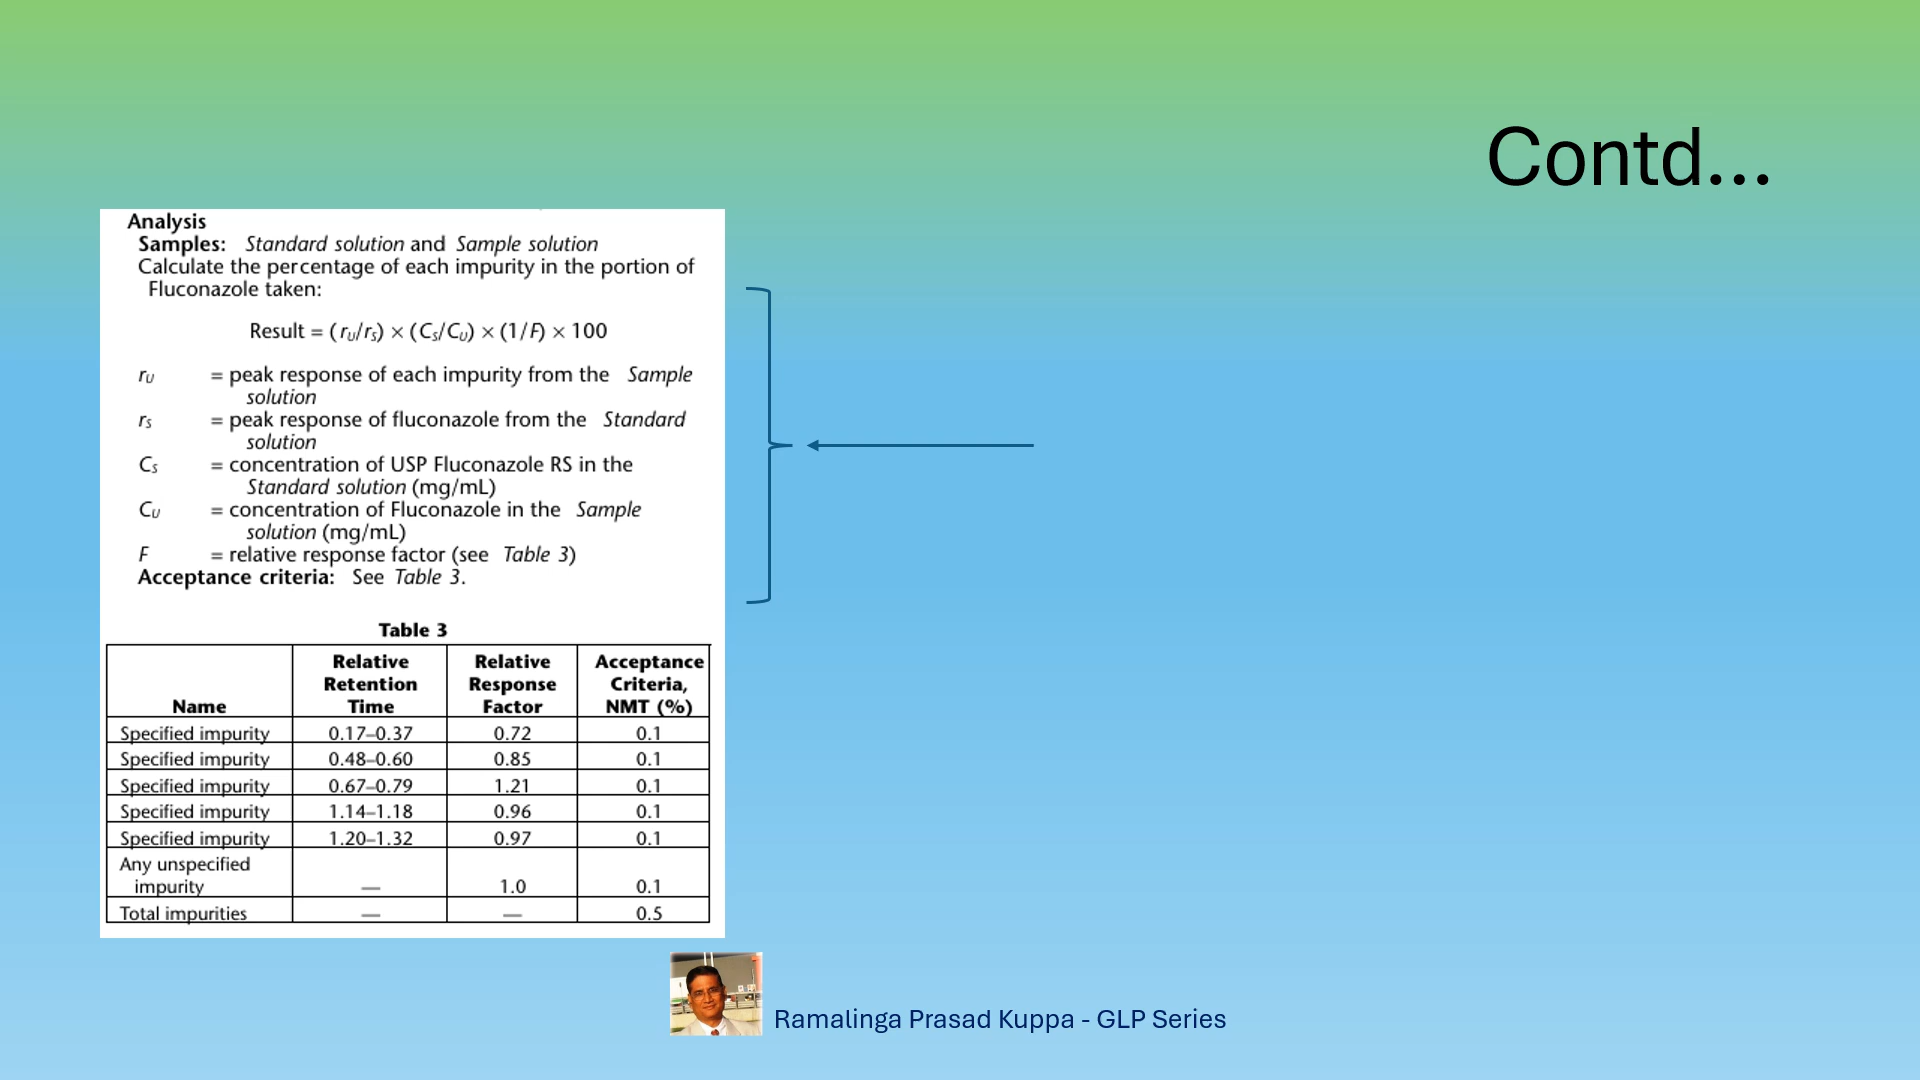 Contd...
Analysis
Samples: Standard solution and Sample solution
Calculate the percentage of each impurity in the portion of
Fluconazole taken:
Result = (rU/rS) × (CS/CU) × (1/F) × 100
rU = peak response of each impurity from the Sample
solution
rS = peak response of fluconazole from the Standard
solution
CS = concentration of USP Fluconazole RS in the
Standard solution (mg/mL)
CU = concentration of Fluconazole in the Sample
solution (mg/mL)
F = relative response factor (see Table 3)
Acceptance criteria: See Table 3.
Table 3
Name Relative Retention Time Relative Response Factor Acceptance Criteria, NMT (%)
Specified impurity 0.17–0.37 0.72 0.1
Specified impurity 0.48–0.60 0.85 0.1
Specified impurity 0.67–0.79 1.21 0.1
Specified impurity 1.14–1.18 0.96 0.1
Specified impurity 1.20–1.32 0.97 0.1
Any unspecified
impurity — 1.0 0.1
Total impurities — — 0.5
Ramalinga Prasad Kuppa - GLP Series